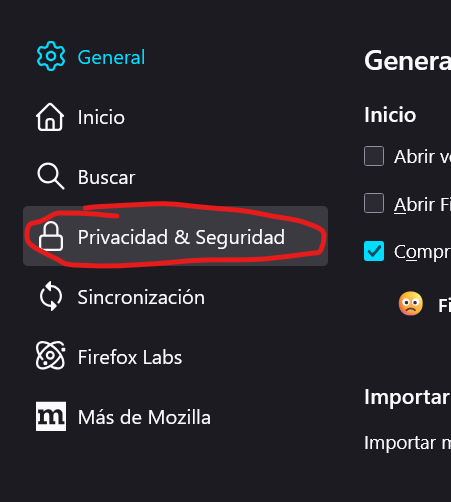 General
Inicio
Buscar
Privacidad & Seguridad
Sincronización
Firefox Labs
Más de Mozilla
Genera
Inicio
Abrir v
Abrir Fi
Compr
Fi
Importar
Importar m